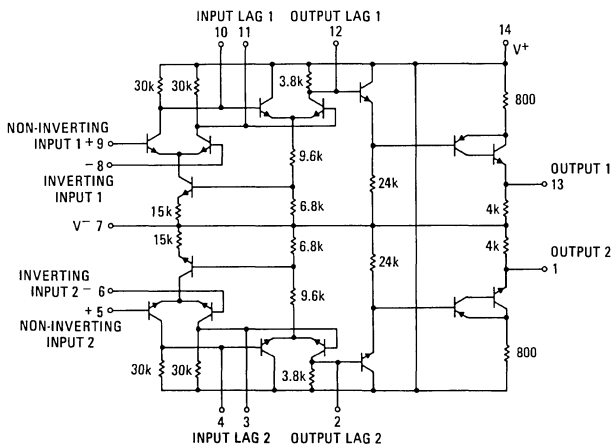 INPUT LAG 1 OUTPUT LAG 1
10 11 12 14
V+
30k 30k 3.8k 800
NON-INVERTING
INPUT 1 +9
−8
INVERTING
INPUT 1
9.6k
24k
OUTPUT 1
13
15k 6.8k 4k
V− 7
15k 6.8k 4k
24k
OUTPUT 2
1
INVERTING
INPUT 2 − 6
+5
NON-INVERTING
INPUT 2
9.6k
30k 30k 3.8k 800
4 3 2
INPUT LAG 2 OUTPUT LAG 2